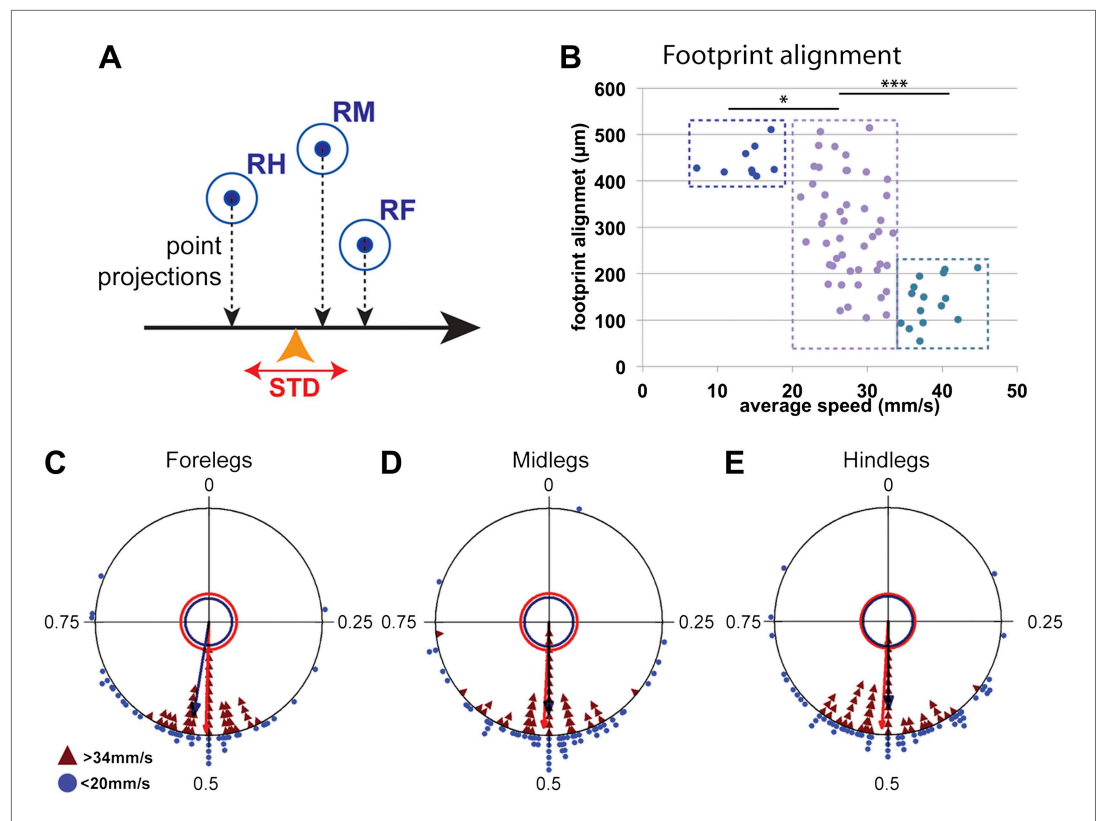 A
RM
RH
RF
point
projections
STD
B
Footprint alignment
*
***
footprint alignmet (µm)
600
500
400
300
200
100
0
0 10 20 30 40 50
average speed (mm/s)
C
Forelegs
0
0.75
0.25
0.5
>34mm/s
<20mm/s
D
Midlegs
0
0.75
0.25
0.5
E
Hindlegs
0
0.75
0.25
0.5